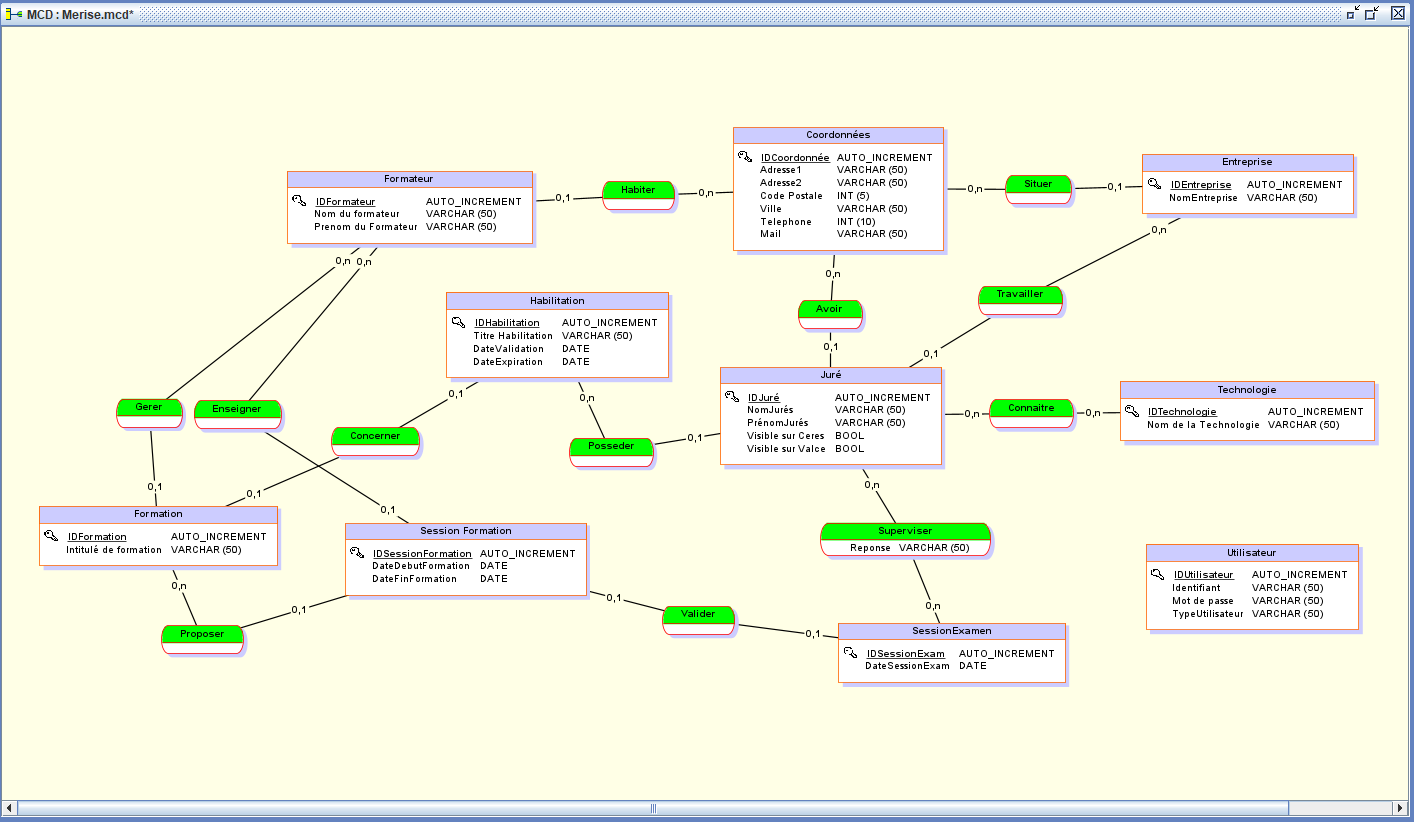 MCD : Merise.mcd*
Coordonnées
IDCoordonnée AUTO_INCREMENT
Adresse1 VARCHAR (50)
Adresse2 VARCHAR (50)
Code Postale INT (5)
Ville VARCHAR (50)
Telephone INT (10)
Mail VARCHAR (50)
Entreprise
IDEntreprise AUTO_INCREMENT
NomEntreprise VARCHAR (50)
Formateur
IDFormateur AUTO_INCREMENT
Nom du formateur VARCHAR (50)
Prenom du Formateur VARCHAR (50)
0,1
Habiter
0,n
0,n
Situer
0,1
0,n
0,n
0,n
0,n
Habilitation
IDHabilitation AUTO_INCREMENT
Titre Habilitation VARCHAR (50)
DateValidation DATE
DateExpiration DATE
Avoir
Travailler
0,1
0,1
Juré
IDJuré AUTO_INCREMENT
NomJurés VARCHAR (50)
PrénomJurés VARCHAR (50)
Visible sur Ceres BOOL
Visible sur Valce BOOL
0,n
Connaitre
0,n
Technologie
IDTechnologie AUTO_INCREMENT
Nom de la Technologie VARCHAR (50)
0,1
0,n
Gerer
Enseigner
Concerner
Posseder
0,1
0,1
0,1
0,1
0,n
Formation
IDFormation AUTO_INCREMENT
Intitulé de formation VARCHAR (50)
Session Formation
IDSessionFormation AUTO_INCREMENT
DateDebutFormation DATE
DateFinFormation DATE
Superviser
Reponse VARCHAR (50)
Utilisateur
IDUtilisateur AUTO_INCREMENT
Identifiant VARCHAR (50)
Mot de passe VARCHAR (50)
TypeUtilisateur VARCHAR (50)
0,n
0,1
0,1
0,n
Proposer
Valider
0,1
SessionExamen
IDSessionExam AUTO_INCREMENT
DateSessionExam DATE